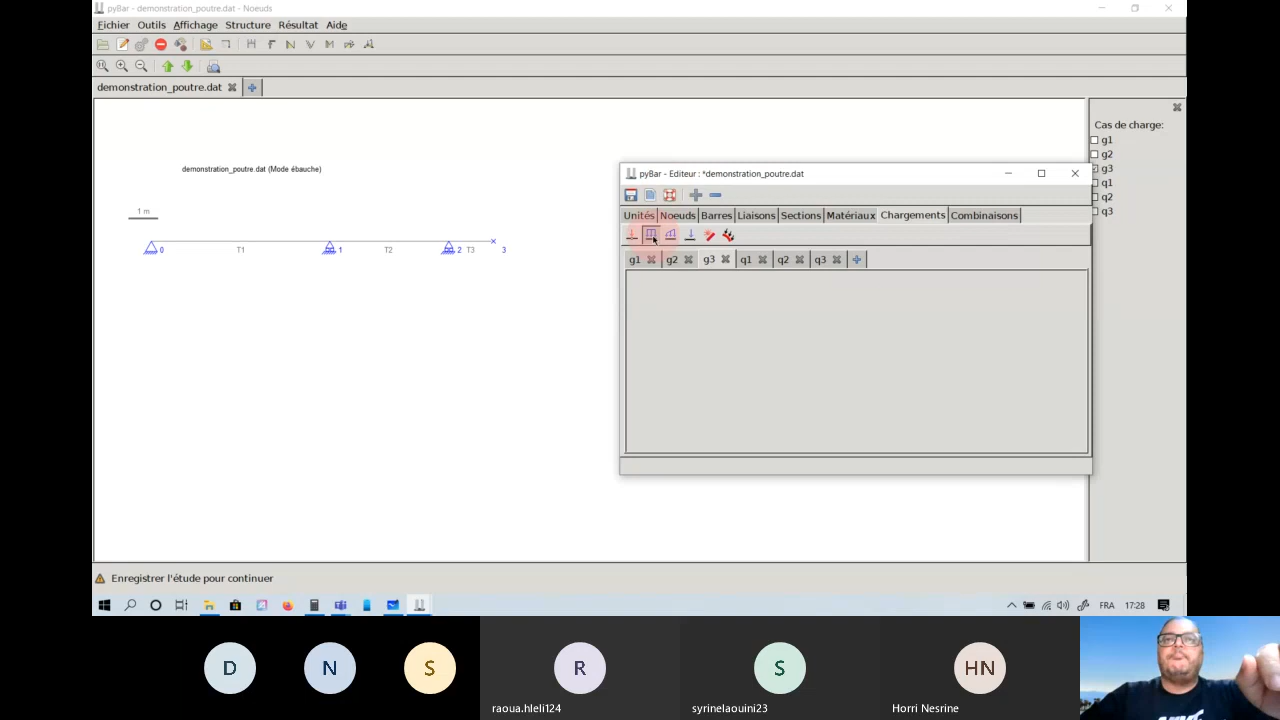 pyBar - demonstration_poutre.dat - Noeuds
Fichier Outils Affichage Structure Résultat Aide
demonstration_poutre.dat
Cas de charge:
g1
g2
g3
q1
q2
q3
demonstration_poutre.dat (Mode ébauche)
1 m
0 T1 1 T2 2 T3 3
pyBar - Editeur : *demonstration_poutre.dat
Unités Noeuds Barres Liaisons Sections Matériaux Chargements Combinaisons
g1 g2 g3 q1 q2 q3
Enregistrer l'étude pour continuer
FRA 17:28
D N S R S HN
raoua.hleli124 syrinelaouini23 Horri Nesrine